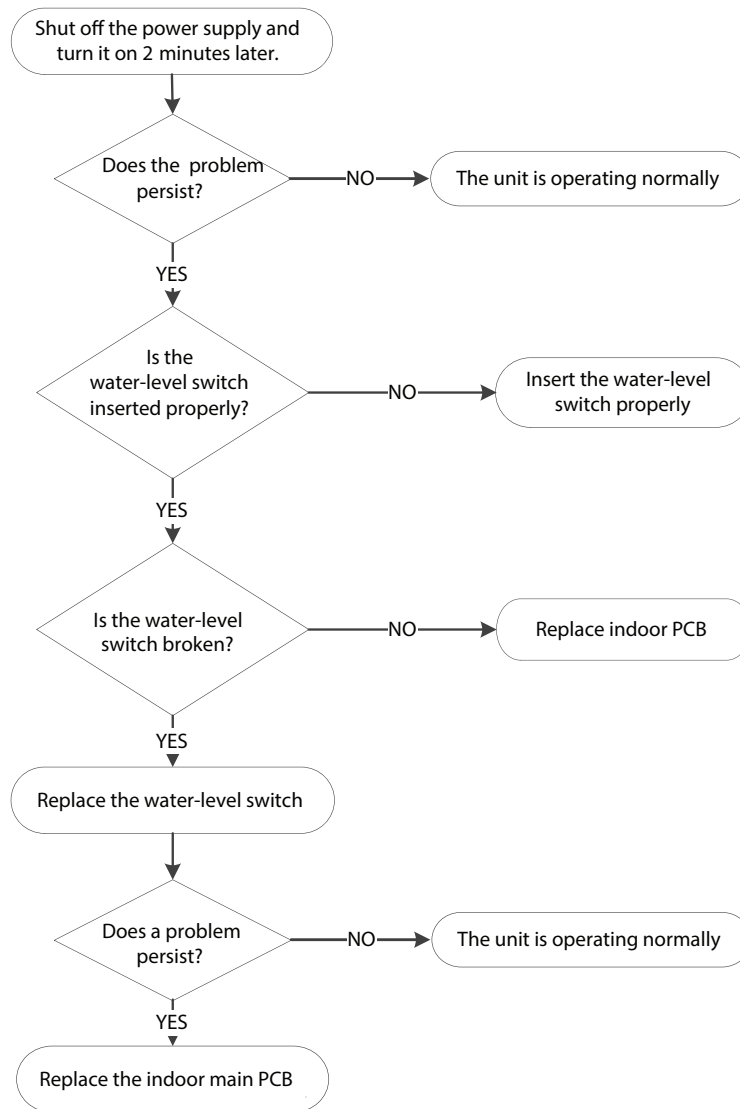 Shut off the power supply and
turn it on 2 minutes later.
Does the problem
persist?
NO
The unit is operating normally
YES
Is the
water-level switch
inserted properly?
NO
Insert the water-level
switch properly
YES
Is the water-level
switch broken?
NO
Replace indoor PCB
YES
Replace the water-level switch
Does a problem
persist?
NO
The unit is operating normally
YES
Replace the indoor main PCB